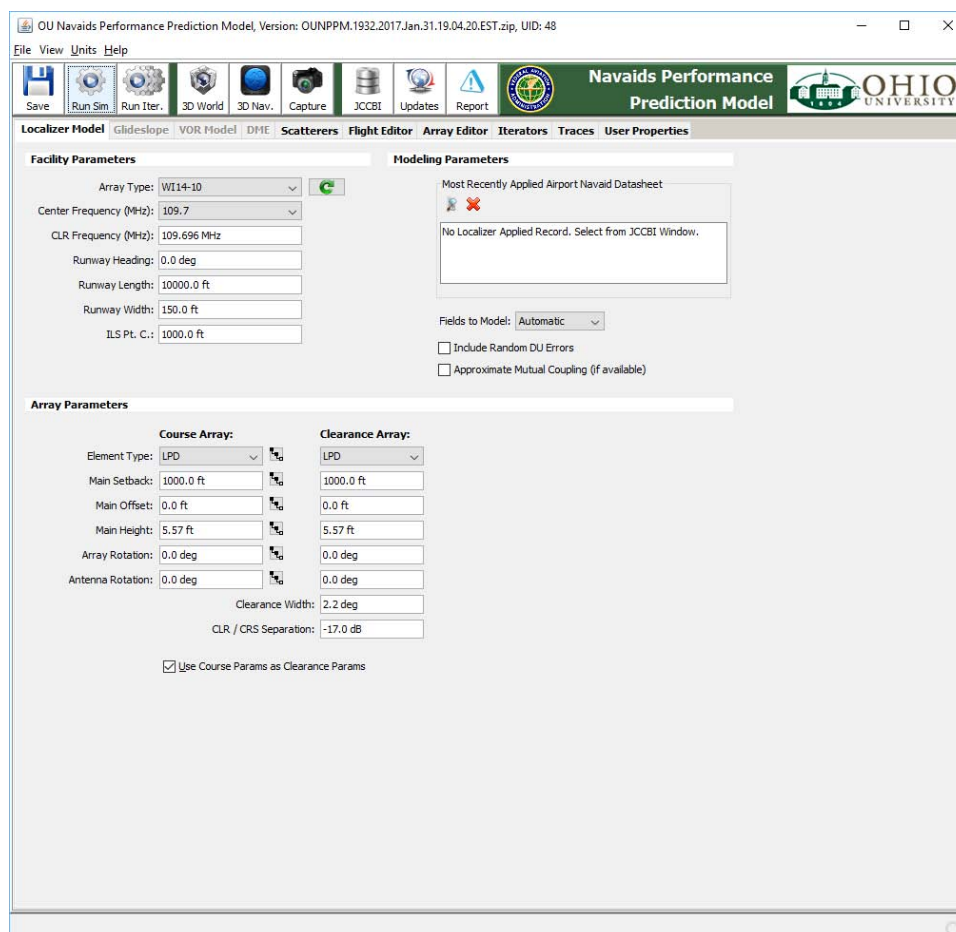 OU Navaids Performance Prediction Model, Version: OUNPPM.1932.2017.Jan.31.19.04.20.EST.zip, UID: 48
File View Units Help
Save Run Sim Run Iter. 3D World 3D Nav. Capture JCCBI Updates Report
Navaids Performance
Prediction Model
OHIO
UNIVERSITY
1804
Localizer Model Glideslope VOR Model DME Scatterers Flight Editor Array Editor Iterators Traces User Properties
Facility Parameters
Array Type: WI14-10
Center Frequency (MHz): 109.7
CLR Frequency (MHz): 109.696 MHz
Runway Heading: 0.0 deg
Runway Length: 10000.0 ft
Runway Width: 150.0 ft
ILS Pt. C.: 1000.0 ft
Modeling Parameters
Most Recently Applied Airport Navaid Datasheet
No Localizer Applied Record. Select from JCCBI Window.
Fields to Model: Automatic
Include Random DU Errors
Approximate Mutual Coupling (if available)
Array Parameters
Course Array: Clearance Array:
Element Type: LPD LPD
Main Setback: 1000.0 ft 1000.0 ft
Main Offset: 0.0 ft 0.0 ft
Main Height: 5.57 ft 5.57 ft
Array Rotation: 0.0 deg 0.0 deg
Antenna Rotation: 0.0 deg 0.0 deg
Clearance Width: 2.2 deg
CLR / CRS Separation: -17.0 dB
Use Course Params as Clearance Params